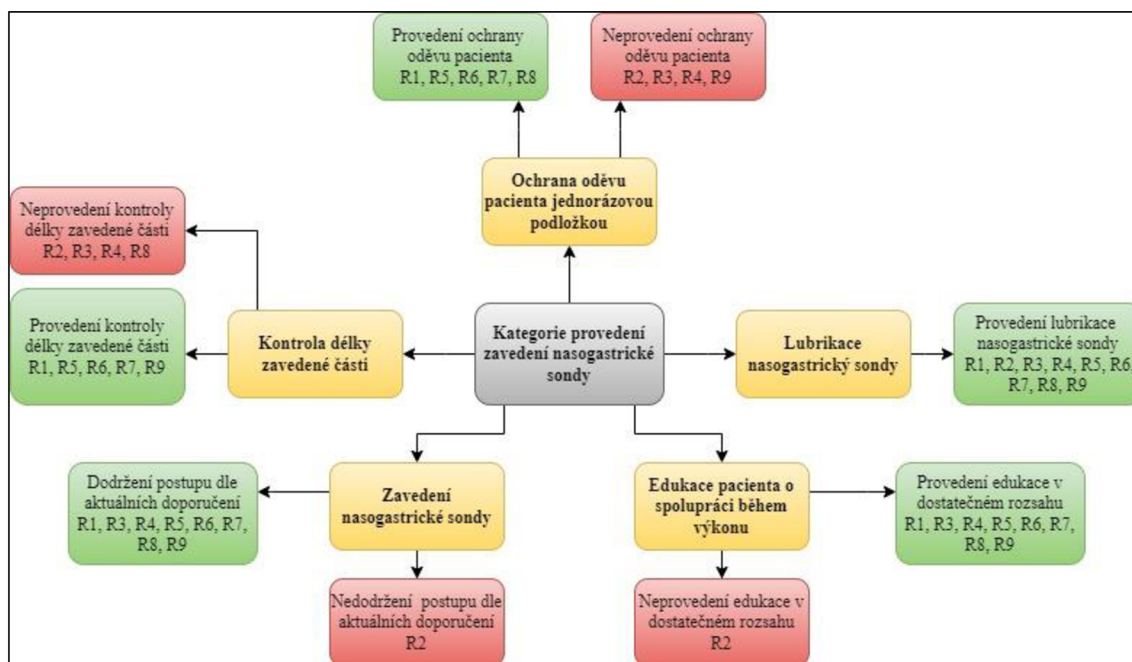 Provedení ochrany
oděvu pacienta
R1, R5, R6, R7, R8
Neprovedení ochrany
oděvu pacienta
R2, R3, R4, R9
Ochrana oděvu
pacienta jednorázovou
podložkou
Neprovedení kontroly
délky zavedené části
R2, R3, R4, R8
Provedení kontroly
délky zavedené části
R1, R5, R6, R7, R9
Kontrola délky
zavedené části
Kategorie provedení
zavedení nasogastrické
sondy
Lubrikace
nasogastrický sondy
Provedení lubrikace
nasogastrické sondy
R1, R2, R3, R4, R5, R6,
R7, R8, R9
Dodržení postupu dle
aktuálních doporučení
R1, R3, R4, R5, R6, R7,
R8, R9
Zavedení
nasogastrické sondy
Edukace pacienta o
spolupráci během
výkonu
Provedení edukace v
dostatečném rozsahu
R1, R3, R4, R5, R6, R7,
R8, R9
Nedodržení postupu dle
aktuálních doporučení
R2
Neprovedení edukace v
dostatečném rozsahu
R2